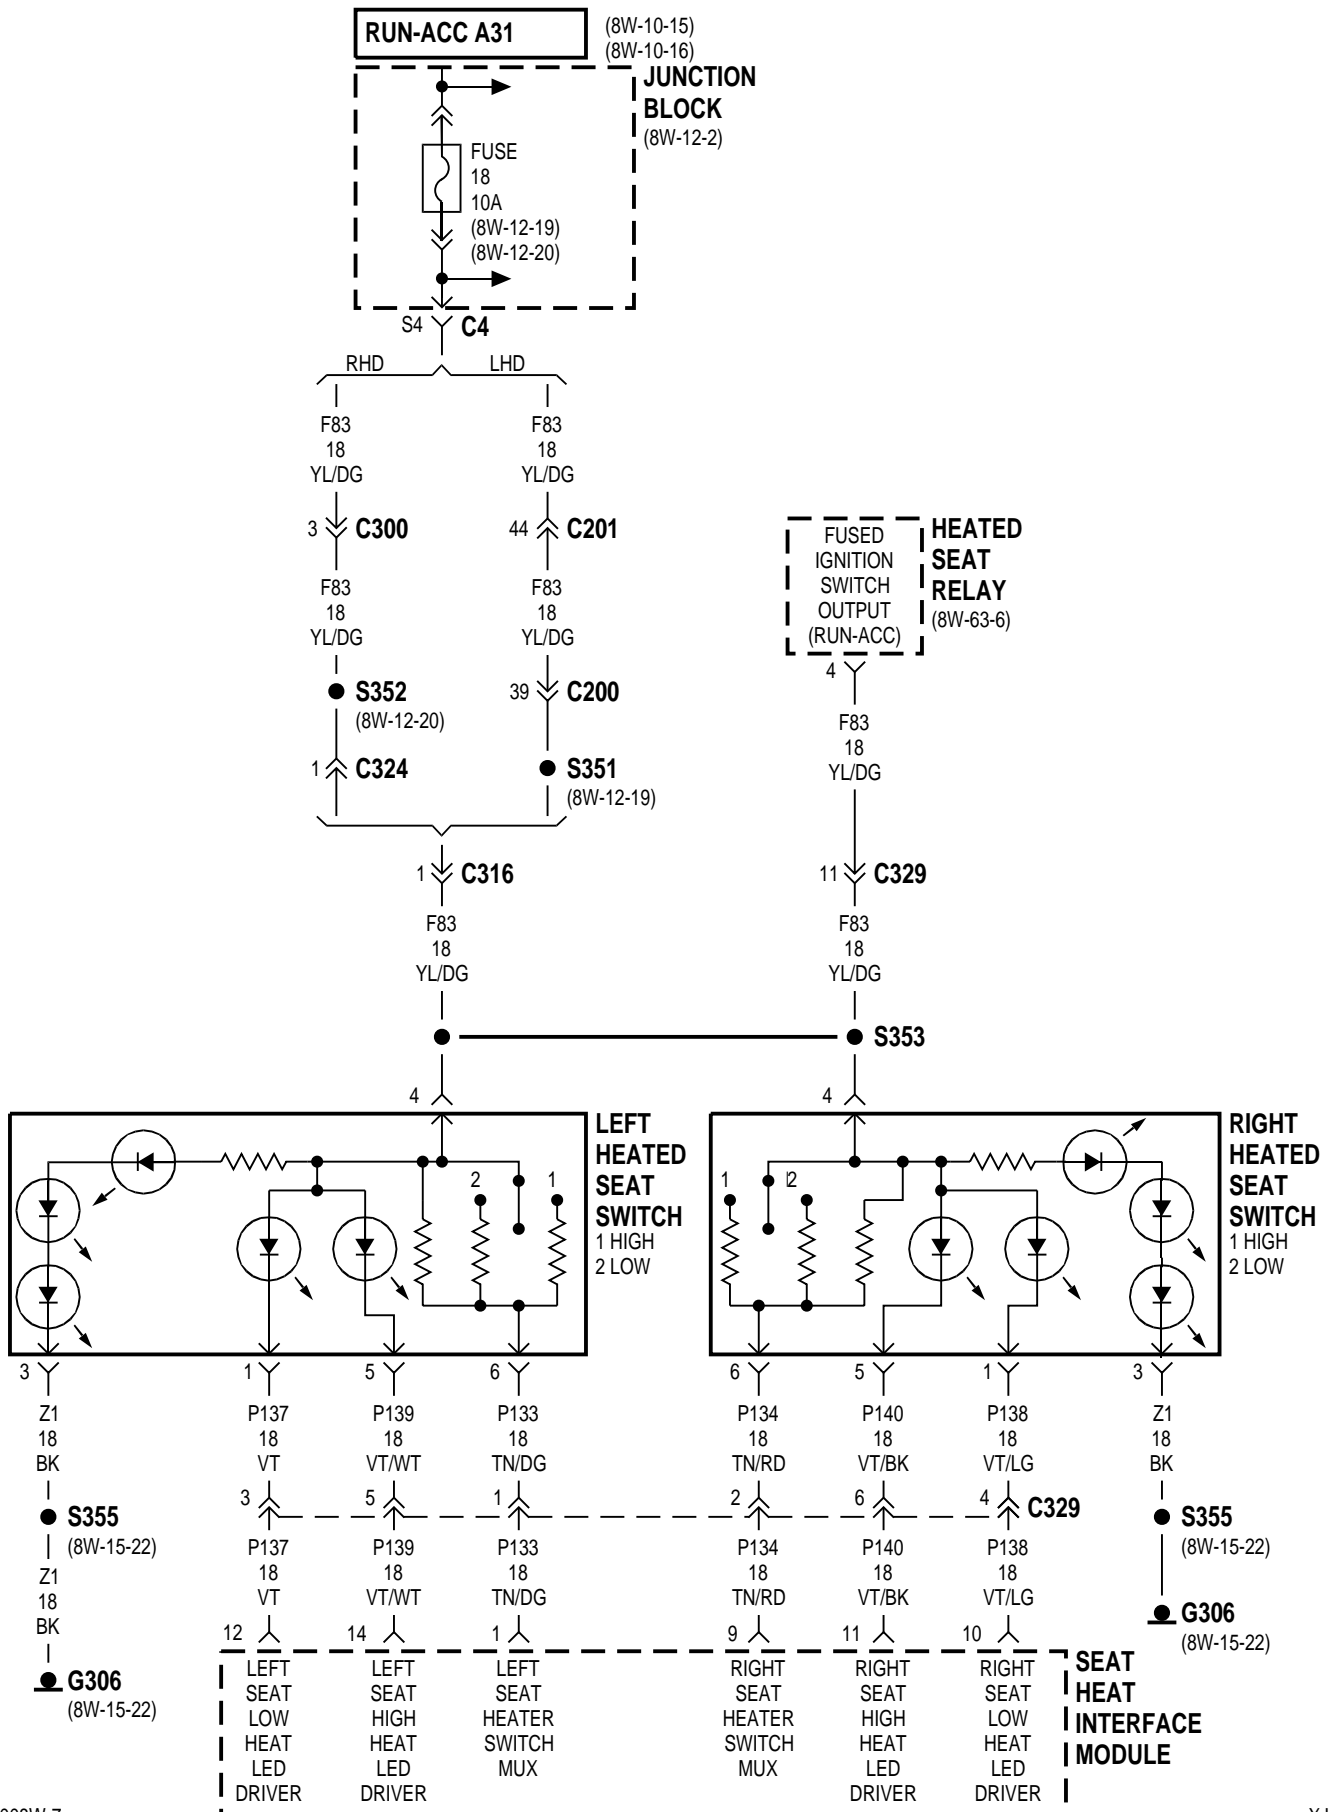 RUN-ACC A31
(8W-10-15)
(8W-10-16)
JUNCTION
BLOCK
(8W-12-2)
FUSE
18
10A
(8W-12-19)
(8W-12-20)
S4 C4
RHD LHD
F83 F83
18 18
YL/DG YL/DG
3 C300 44 C201
F83 F83
18 18
YL/DG YL/DG
FUSED
IGNITION
SWITCH
OUTPUT
(RUN-ACC)
HEATED
SEAT
RELAY
(8W-63-6)
4
S352 39 C200
(8W-12-20)
F83
18
YL/DG
1 C324 S351
(8W-12-19)
1 C316 11 C329
F83 F83
18 18
YL/DG YL/DG
S353
4 4
LEFT
HEATED
SEAT
SWITCH
1 HIGH
2 LOW
RIGHT
HEATED
SEAT
SWITCH
1 HIGH
2 LOW
2 1 1 2
3 1 5 6 6 5 1 3
Z1 P137 P139 P133 P134 P140 P138 Z1
18 18 18 18 18 18 18 18
BK VT VT/WT TN/DG TN/RD VT/BK VT/LG BK
3 5 1 2 6 4 C329
S355 S355
(8W-15-22) (8W-15-22)
P137 P139 P133 P134 P140 P138
18 18 18 18 18 18
VT VT/WT TN/DG TN/RD VT/BK VT/LG
Z1
18
BK
12 14 1 9 11 10
G306
(8W-15-22)
G306
(8W-15-22)
LEFT LEFT LEFT RIGHT RIGHT RIGHT
SEAT SEAT SEAT SEAT SEAT SEAT
LOW HIGH HEATER HEATER HIGH LOW
HEAT HEAT SWITCH SWITCH HEAT HEAT
LED LED MUX MUX LED LED
DRIVER DRIVER DRIVER DRIVER
SEAT
HEAT
INTERFACE
MODULE